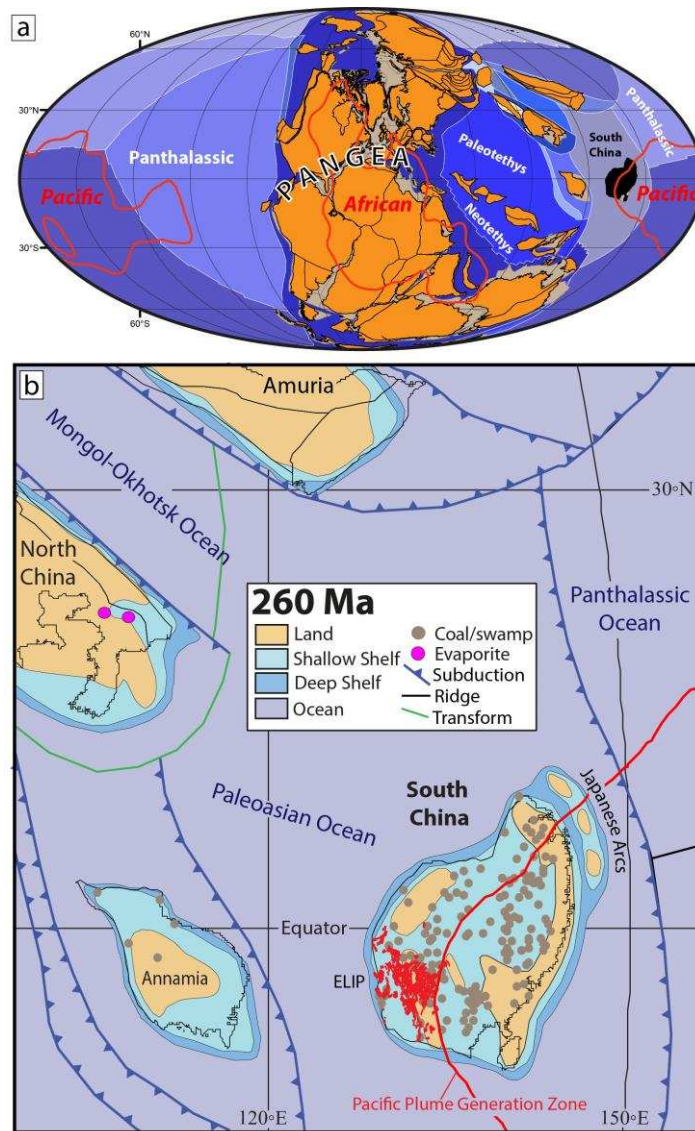 a
60°N
30°N
30°S
60°S
Panthalassic
Pacific
PANGEA
African
Paleotethys
Neotethys
South
China
Panthalassic
Pacific
b
Amuria
Mongol-Okhotsk Ocean
30°N
North
China
260 Ma
Land
Shallow Shelf
Deep Shelf
Ocean
Coal/swamp
Evaporite
Subduction
Ridge
Transform
Panthalassic
Ocean
Paleoasian Ocean
South
China
Japanese Arcs
Equator
Annamia
ELIP
Pacific Plume Generation Zone
120°E
150°E